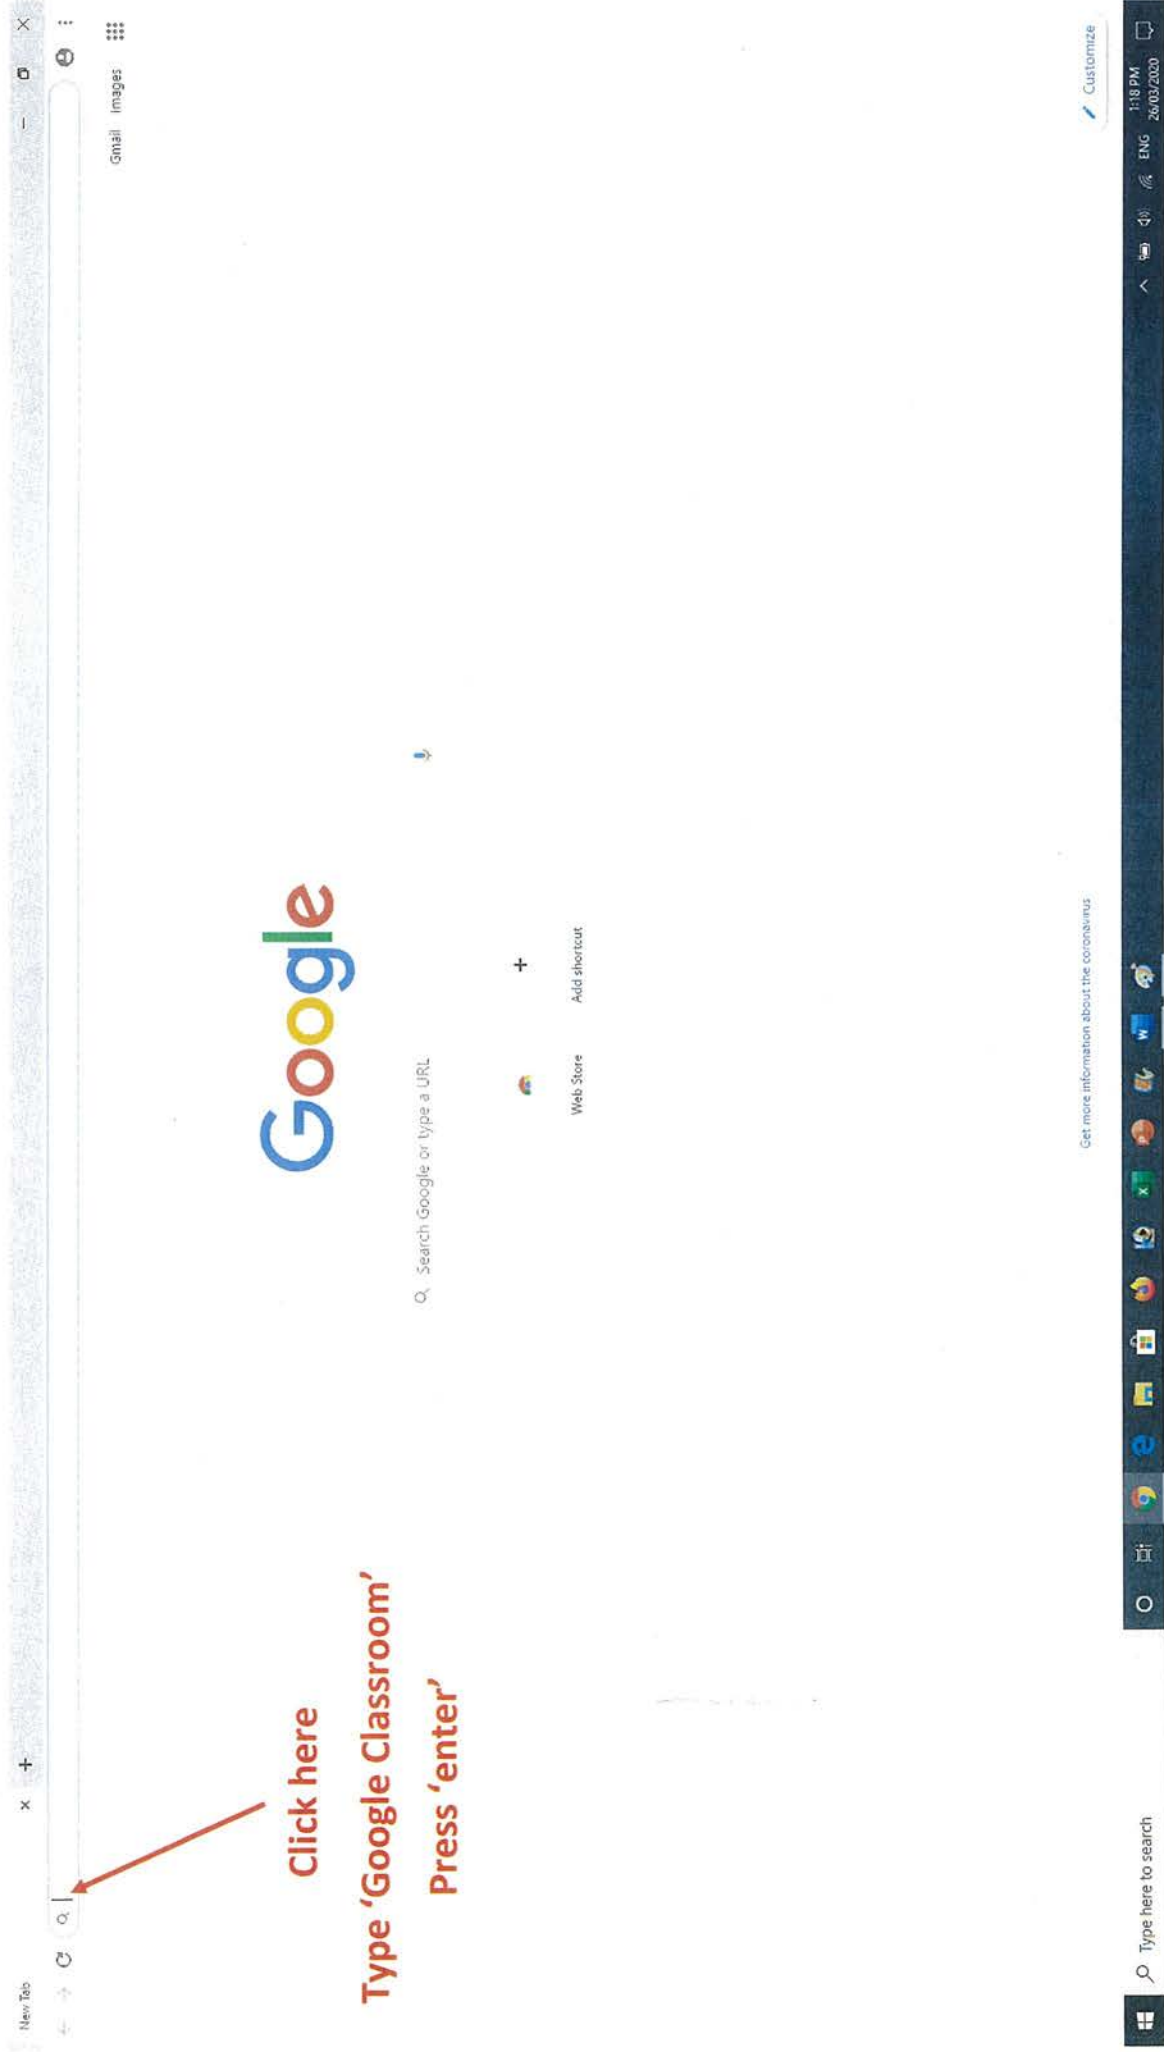 New Tab
Gmail Images
Google
Search Google or type a URL
Web Store
Add shortcut
Click here
Type ‘Google Classroom’
Press ‘enter’
Get more information about the coronavirus
Customize
Type here to search
ENG
1:18 PM
26/03/2020